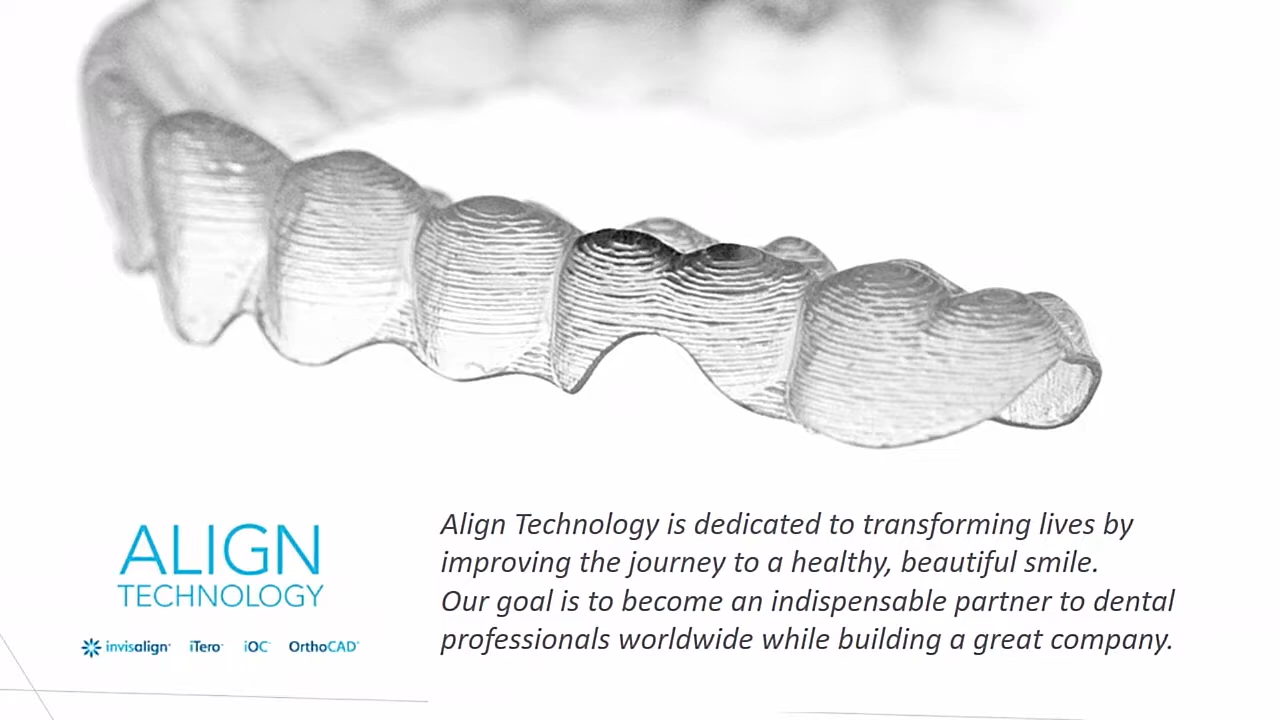 ALIGN
TECHNOLOGY
invisalign iTero iOC OrthoCAD
Align Technology is dedicated to transforming lives by
improving the journey to a healthy, beautiful smile.
Our goal is to become an indispensable partner to dental
professionals worldwide while building a great company.